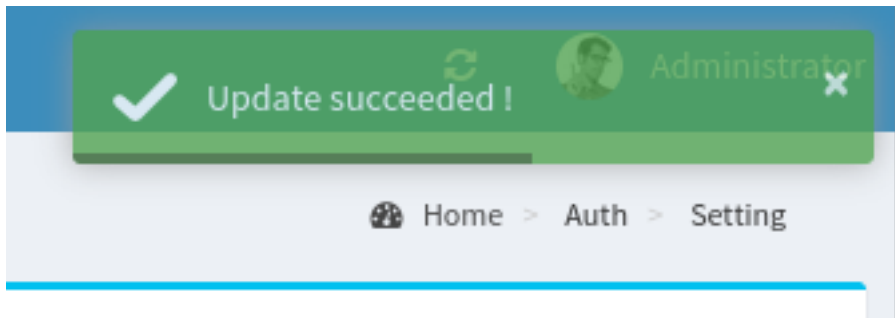 Administrator
Update succeeded !
Home > Auth > Setting